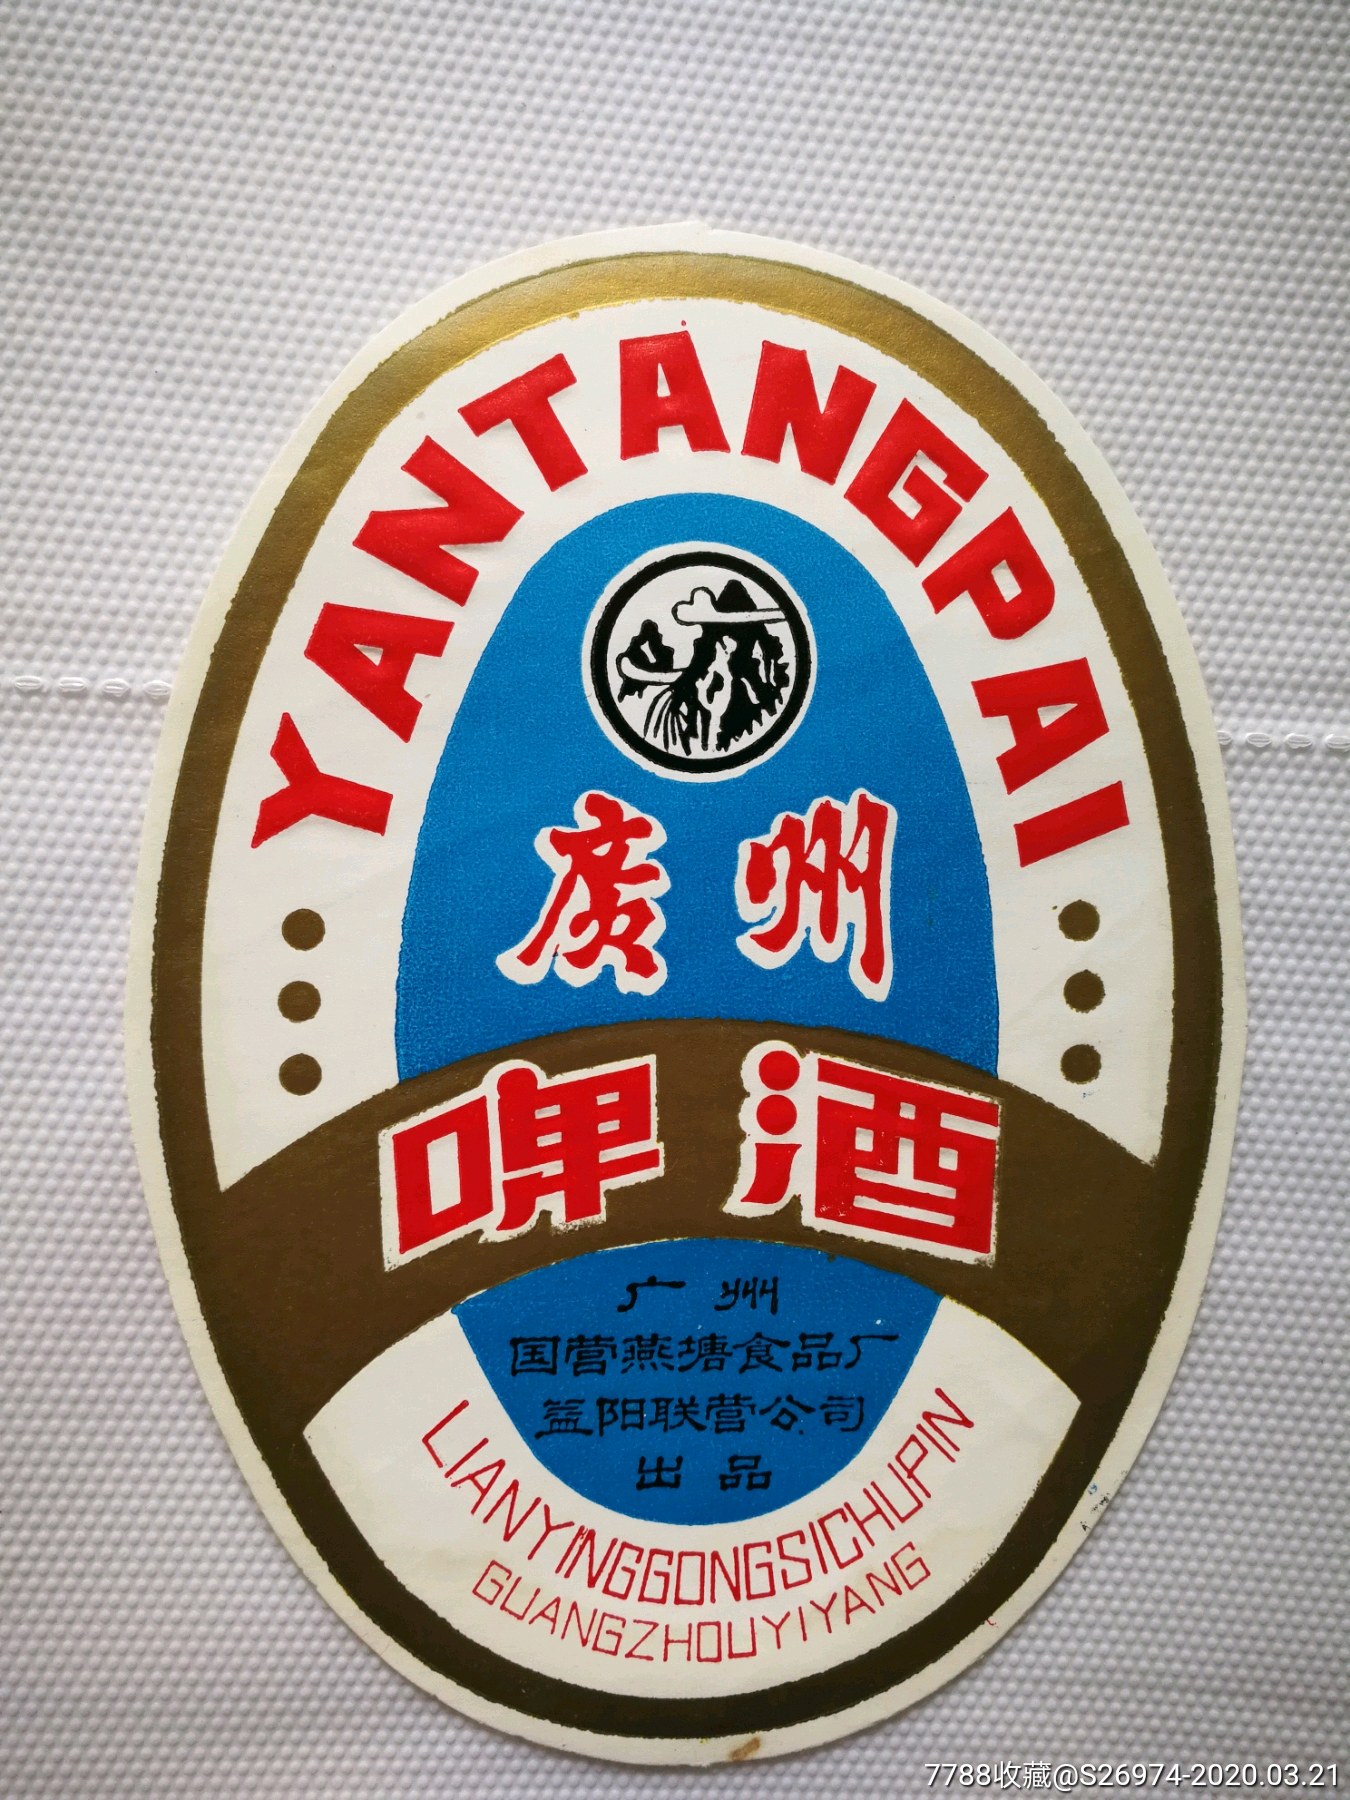 YANTANGPAI
廣州
啤酒
广州
国营燕塘食品厂
益阳联营公司
出品
LIANYINGGONGSICHUPIN
GUANGZHOUYIYANG
7788收藏@S26974-2020.03.21